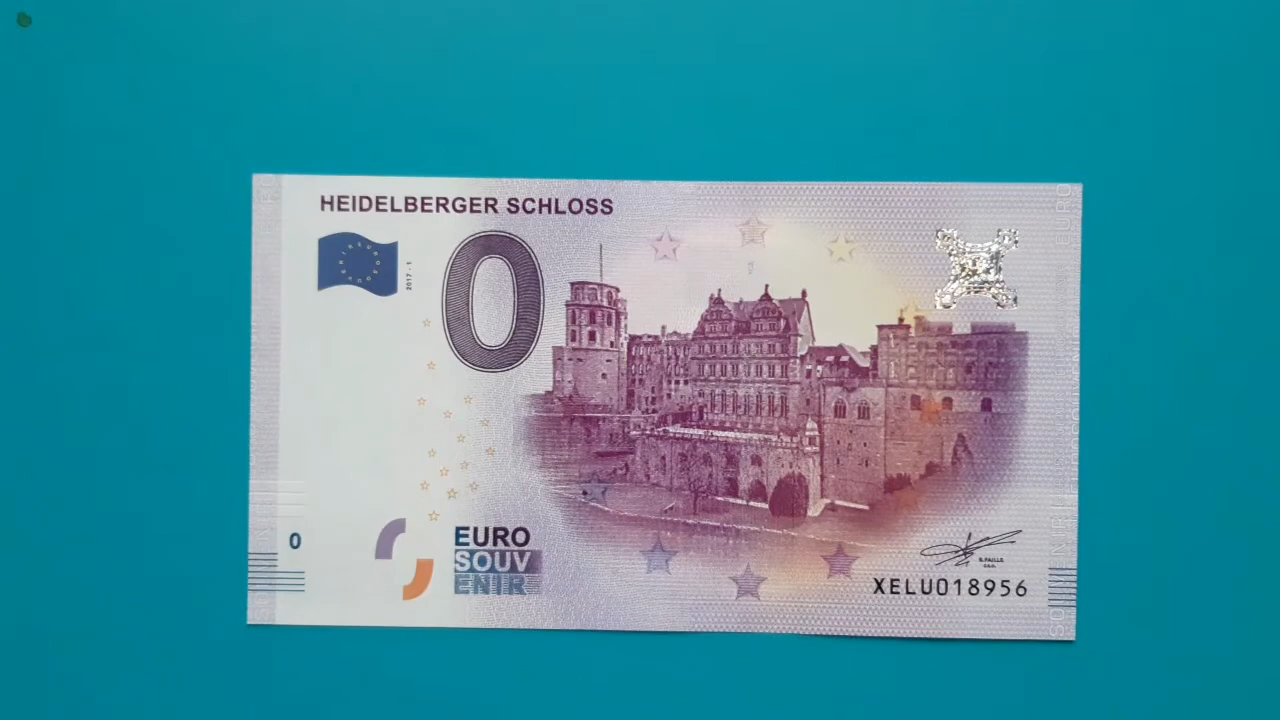 HEIDELBERGER SCHLOSS
2017 - 1
0
0
EURO
SOUV
ENIR
XELU018956